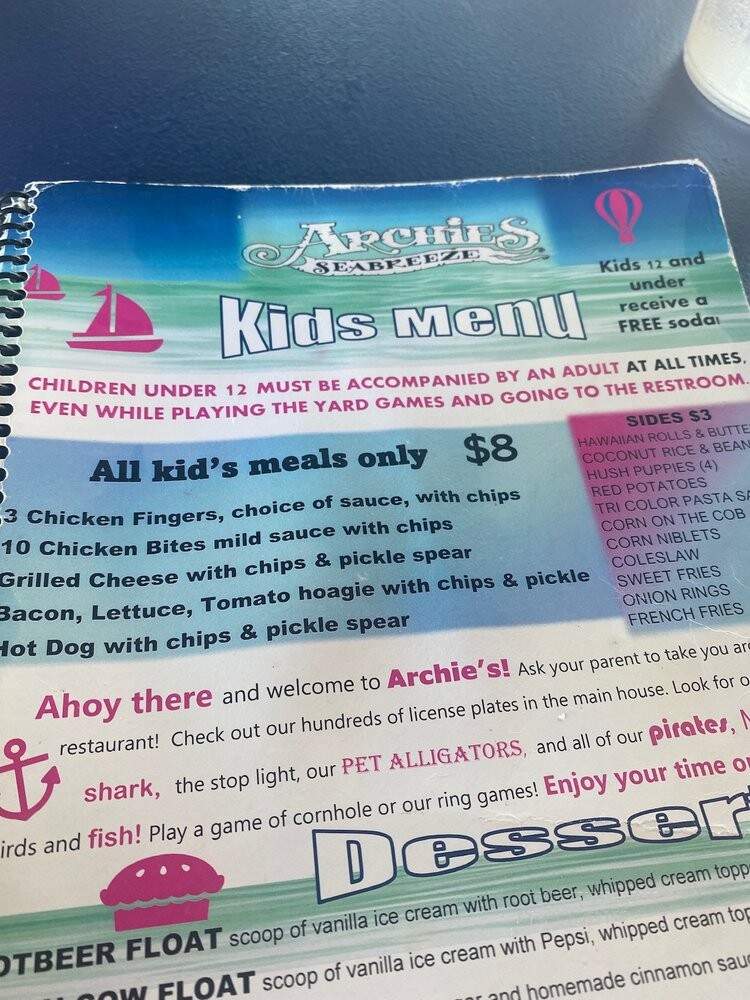 ARCHIES
SEABREEZE
Kids Menu
Kids 12 and
under
receive a
FREE soda!
CHILDREN UNDER 12 MUST BE ACCOMPANIED BY AN ADULT AT ALL TIMES,
EVEN WHILE PLAYING THE YARD GAMES AND GOING TO THE RESTROOM.
All kid's meals only $8
3 Chicken Fingers, choice of sauce, with chips
10 Chicken Bites mild sauce with chips
Grilled Cheese with chips & pickle spear
Bacon, Lettuce, Tomato hoagie with chips & pickle
Hot Dog with chips & pickle spear
SIDES $3
HAWAIIAN ROLLS & BUTTE
COCONUT RICE & BEAN
HUSH PUPPIES (4)
RED POTATOES
TRI COLOR PASTA SA
CORN ON THE COB
CORN NIBLETS
COLESLAW
SWEET FRIES
ONION RINGS
FRENCH FRIES
Ahoy there and welcome to Archie's! Ask your parent to take you
restaurant! Check out our hundreds of license plates in the main house. Look for
shark, the stop light, our PET ALLIGATORS, and all of our pirates,
irds and fish! Play a game of cornhole or our ring games! Enjoy your time
Dessert
OTBEER FLOAT scoop of vanilla ice cream with root beer, whipped cream topp
COW FLOAT scoop of vanilla ice cream with Pepsi, whipped cream top
and homemade cinnamon sau